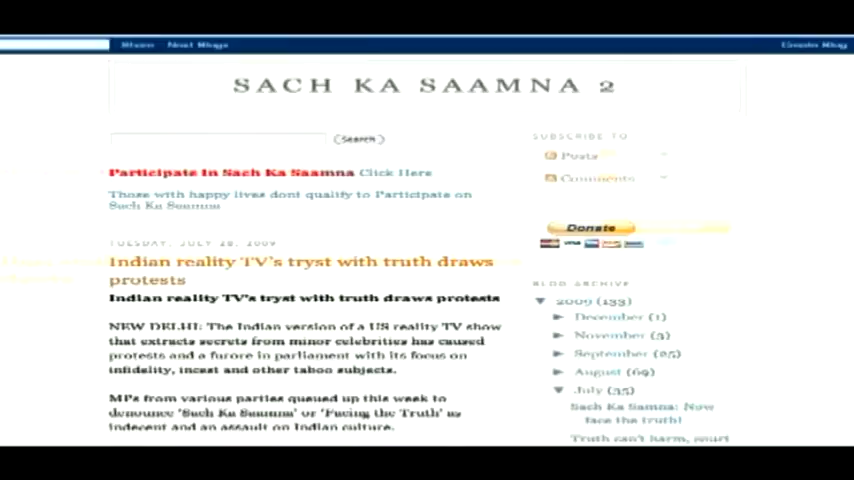 Share Next Blog
Create Blog
SACH KA SAAMNA 2
Search
Participate In Sach Ka Saamna Click Here
Those with happy lives dont qualify to Participate on
Sach Ka Saamna
TUESDAY, JULY 28, 2009
Indian reality TV's tryst with truth draws
protests
Indian reality TV's tryst with truth draws protests
NEW DELHI: The Indian version of a US reality TV show
that extracts secrets from minor celebrities has caused
protests and a furore in parliament with its focus on
infidelity, incest and other taboo subjects.
MPs from various parties queued up this week to
denounce 'Sach Ka Saamna' or 'Facing the Truth' as
indecent and an assault on Indian culture.
SUBSCRIBE TO
Posts
Comments
Donate
VISA
BLOG ARCHIVE
▼ 2009 (133)
► December (1)
► November (3)
► September (25)
► August (69)
▼ July (35)
Sach Ka Samna: Now
face the truth!
Truth can't harm, court